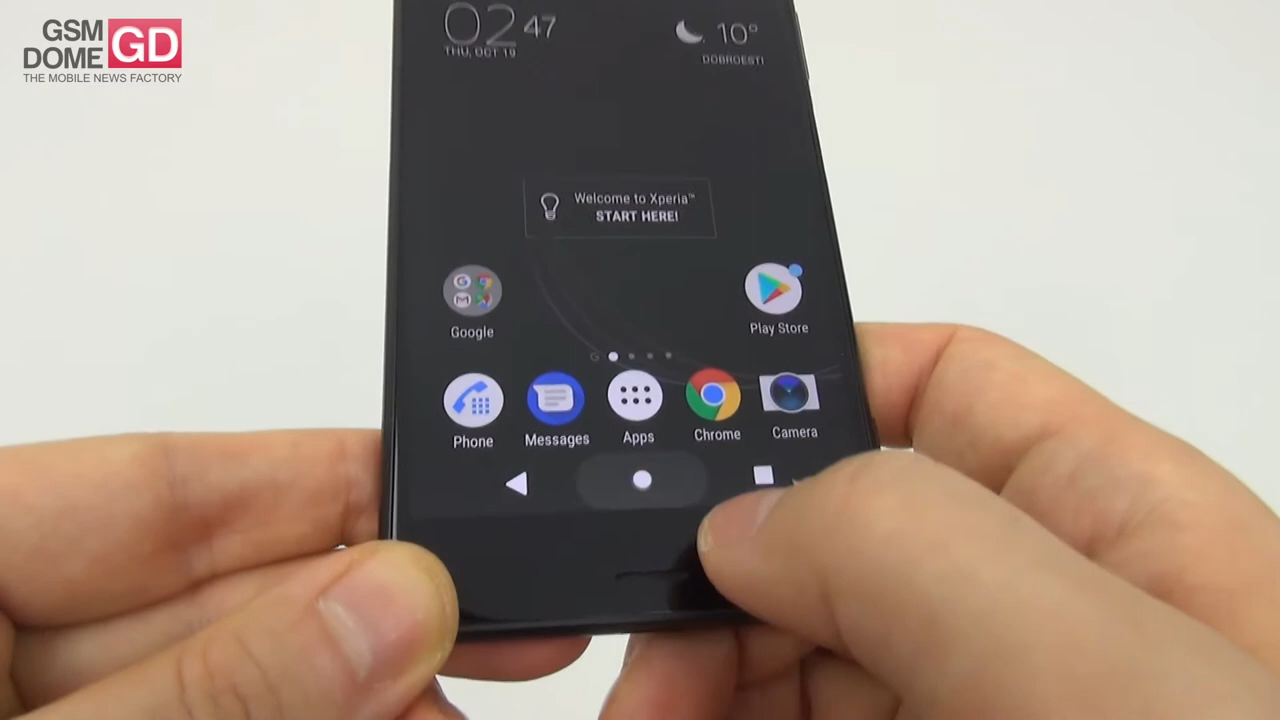 GSM
DOME GD
THE MOBILE NEWS FACTORY
02 47
THU, OCT 19
10°
DOBROESTI
Welcome to Xperia™
START HERE!
Google
Play Store
Phone
Messages
Apps
Chrome
Camera